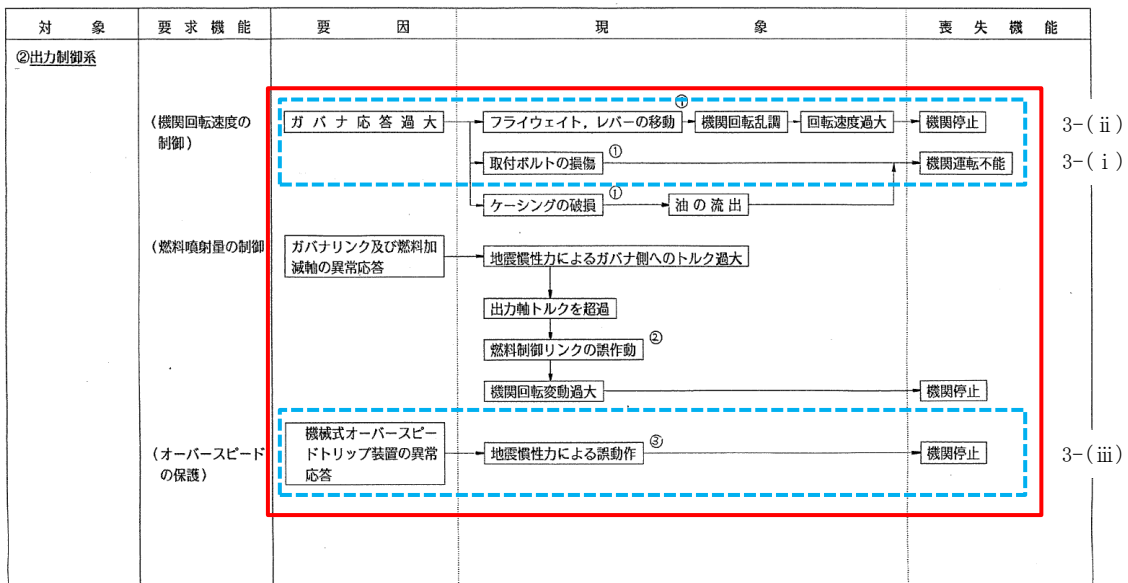 対象 要求機能 要因 現象 喪失機能
②出力制御系
(機関回転速度の
制御)
ガバナ応答過大
フライウェイト，レバーの移動
①
機関回転乱調
回転速度過大
機関停止
3-(ⅱ)
取付ボルトの損傷
①
機関運転不能
3-(ⅰ)
ケーシングの破損
①
油の流出
(燃料噴射量の制御
ガバナリンク及び燃料加
減軸の異常応答
地震慣性力によるガバナ側へのトルク過大
出力軸トルクを超過
燃料制御リンクの誤作動
②
機関回転変動過大
機関停止
(オーバースピード
の保護)
機械式オーバースピー
ドトリップ装置の異常
応答
地震慣性力による誤動作
③
機関停止
3-(ⅲ)